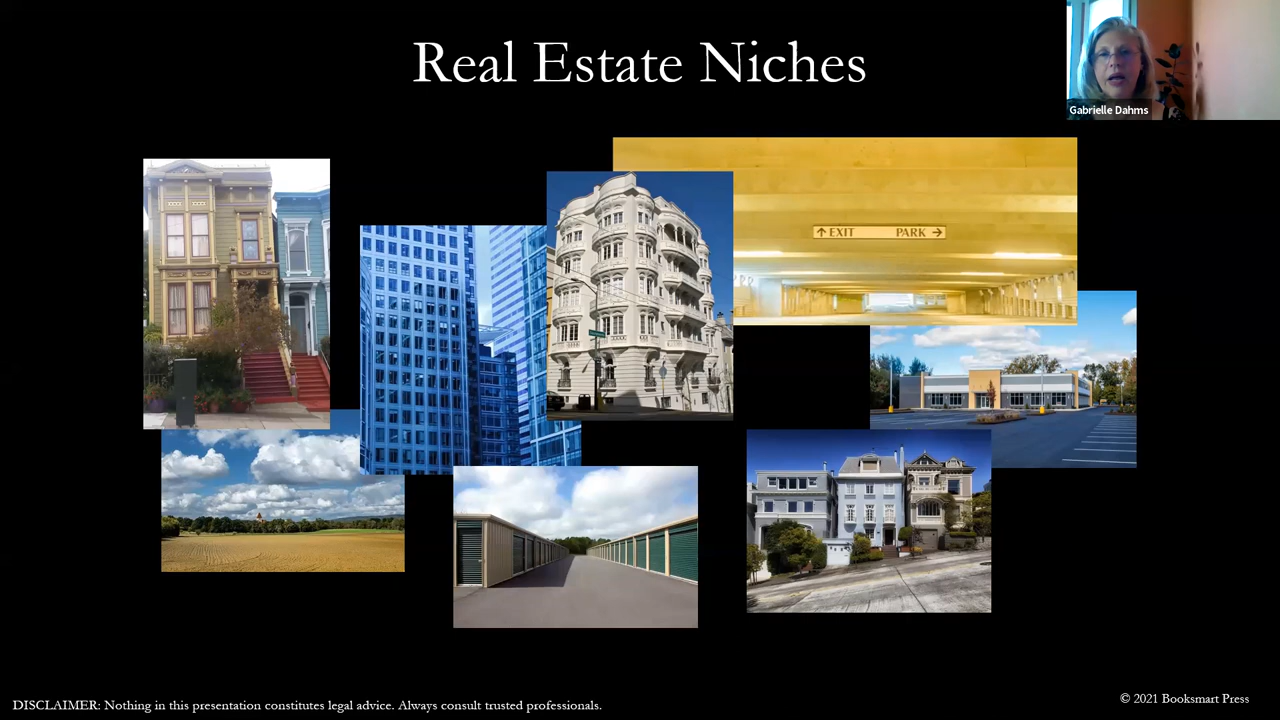 Real Estate Niches
Gabrielle Dahms
↑ EXIT PARK →
DISCLAIMER: Nothing in this presentation constitutes legal advice. Always consult trusted professionals.
© 2021 Booksmart Press